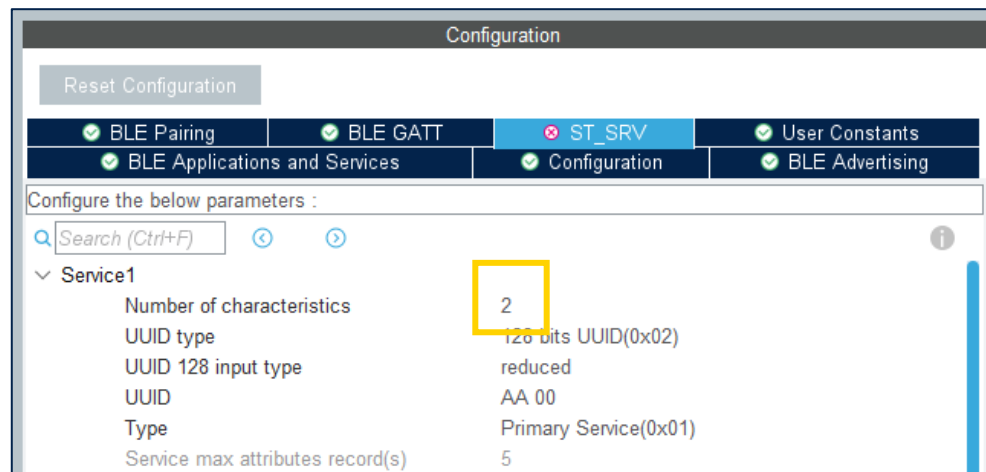 Configuration
Reset Configuration
BLE Pairing BLE GATT ST_SRV User Constants
BLE Applications and Services Configuration BLE Advertising
Configure the below parameters :
Search (Ctrl+F)
Service1
Number of characteristics 2
UUID type 128 bits UUID(0x02)
UUID 128 input type reduced
UUID AA 00
Type Primary Service(0x01)
Service max attributes record(s) 5